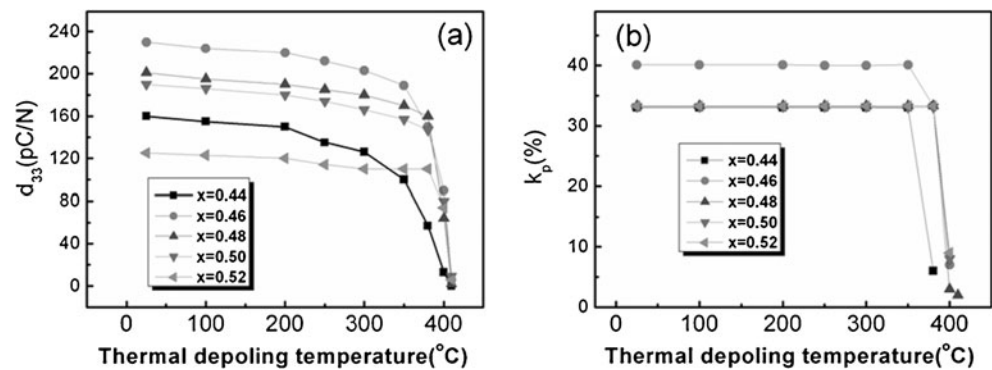 (a)
d33(pC/N)
240
200
160
120
80
40
0
x=0.44
x=0.46
x=0.48
x=0.50
x=0.52
0 100 200 300 400
Thermal depoling temperature(°C)
(b)
kp(%)
40
30
20
10
0
x=0.44
x=0.46
x=0.48
x=0.50
x=0.52
0 100 200 300 400
Thermal depoling temperature(°C)